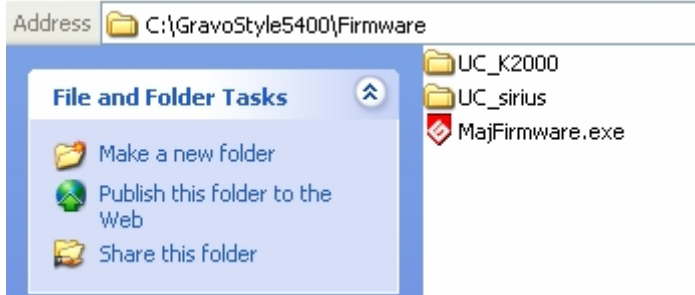 Address C:\GravoStyle5400\Firmware
File and Folder Tasks
Make a new folder
Publish this folder to the
Web
Share this folder
UC_K2000
UC_sirius
MajFirmware.exe